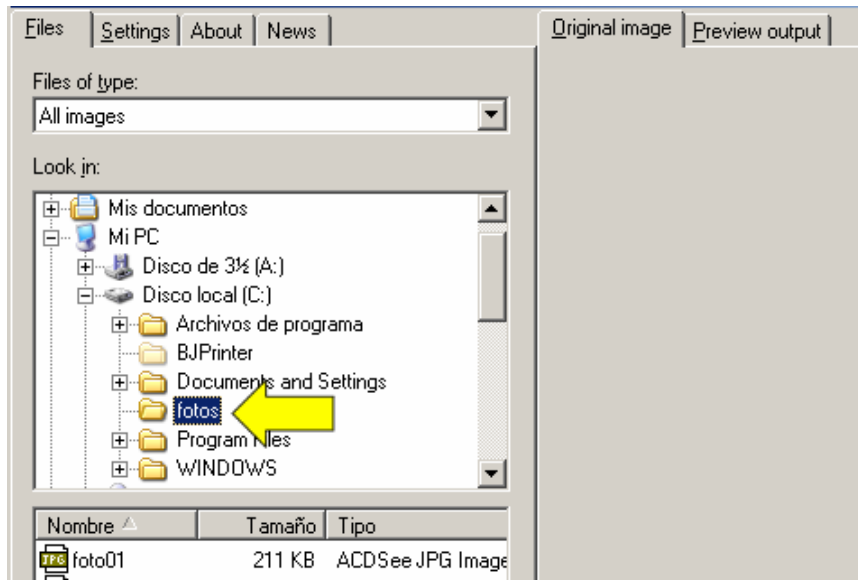 Files Settings About News Original image Preview output
Files of type:
All images
Look in:
Mis documentos
Mi PC
Disco de 3½ (A:)
Disco local (C:)
Archivos de programa
BJPrinter
Documents and Settings
fotos
Program Files
WINDOWS
Nombre Tamaño Tipo
JPG foto01 211 KB ACDSee JPG Image